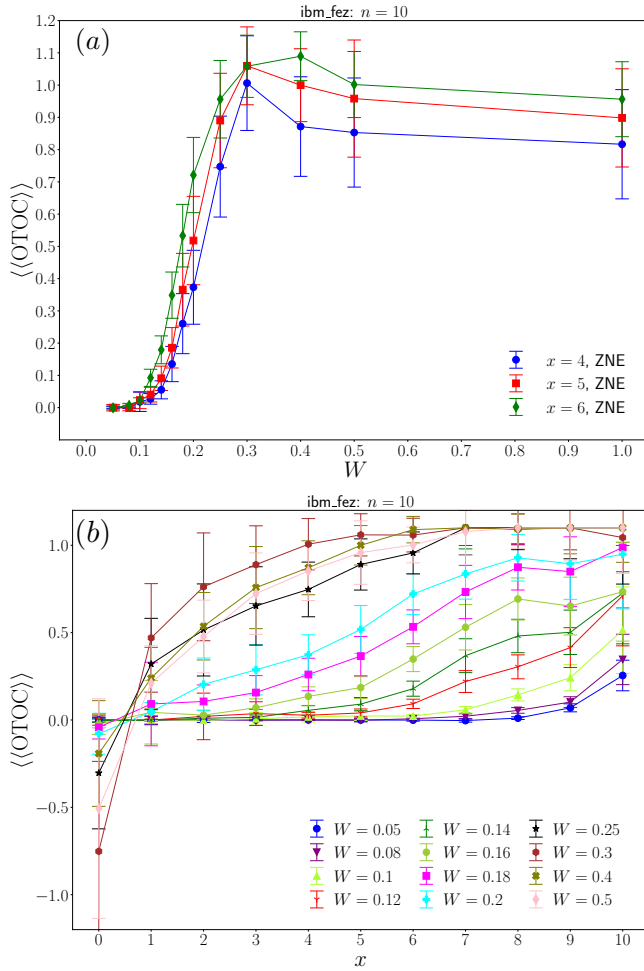 ibm_fez: n = 10
(a)
1.2
1.1
1.0
0.9
0.8
0.7
0.6
0.5
0.4
0.3
0.2
0.1
0.0
⟨⟨OTOC⟩⟩
x = 4, ZNE
x = 5, ZNE
x = 6, ZNE
0.0 0.1 0.2 0.3 0.4 0.5 0.6 0.7 0.8 0.9 1.0
W
ibm_fez: n = 10
(b)
1.0
0.5
0.0
−0.5
−1.0
⟨⟨OTOC⟩⟩
W = 0.05 W = 0.14 W = 0.25
W = 0.08 W = 0.16 W = 0.3
W = 0.1 W = 0.18 W = 0.4
W = 0.12 W = 0.2 W = 0.5
0 1 2 3 4 5 6 7 8 9 10
x